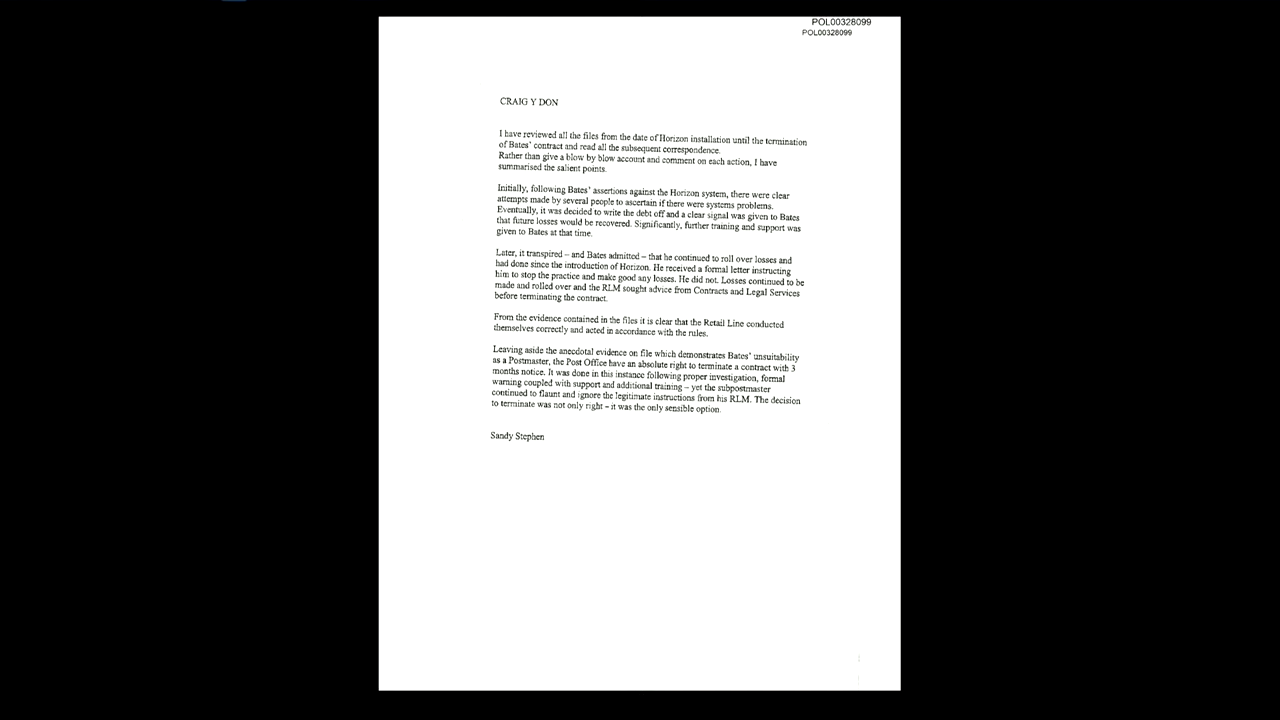 POL00328099
POL00328099
CRAIG Y DON
I have reviewed all the files from the date of Horizon installation until the termination
of Bates' contract and read all the subsequent correspondence.
Rather than give a blow by blow account and comment on each action, I have
summarised the salient points.
Initially, following Bates' assertions against the Horizon system, there were clear
attempts made by several people to ascertain if there were systems problems.
Eventually, it was decided to write the debt off and a clear signal was given to Bates
that future losses would be recovered. Significantly, further training and support was
given to Bates at that time.
Later, it transpired – and Bates admitted – that he continued to roll over losses and
had done since the introduction of Horizon. He received a formal letter instructing
him to stop the practice and make good any losses. He did not. Losses continued to be
made and rolled over and the RLM sought advice from Contracts and Legal Services
before terminating the contract.
From the evidence contained in the files it is clear that the Retail Line conducted
themselves correctly and acted in accordance with the rules.
Leaving aside the anecdotal evidence on file which demonstrates Bates' unsuitability
as a Postmaster, the Post Office have an absolute right to terminate a contract with 3
months notice. It was done in this instance following proper investigation, formal
warning coupled with support and additional training – yet the subpostmaster
continued to flaunt and ignore the legitimate instructions from his RLM. The decision
to terminate was not only right – it was the only sensible option.
Sandy Stephen